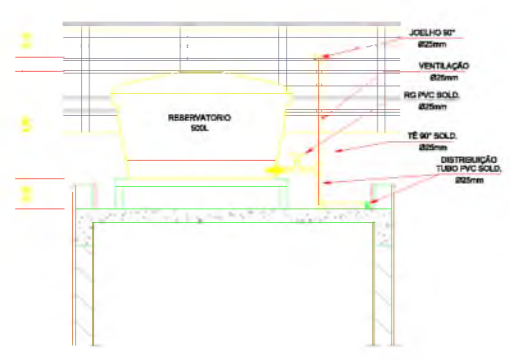 JOELHO 90°
Ø25mm
VENTILAÇÃO
Ø25mm
RG PVC SOLD.
Ø25mm
RESERVATORIO
500L
TÊ 90° SOLD.
Ø25mm
DISTRIBUIÇÃO
TUBO PVC SOLD.
Ø25mm